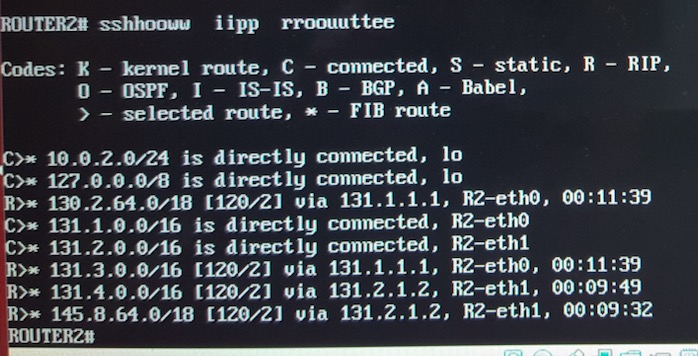 ROUTER2# sshhooww  iipp  rroouuttee
Codes: K - kernel route, C - connected, S - static, R - RIP,
O - OSPF, I - IS-IS, B - BGP, A - Babel,
> - selected route, * - FIB route
C>* 10.0.2.0/24 is directly connected, lo
C>* 127.0.0.0/8 is directly connected, lo
R>* 130.2.64.0/18 [120/2] via 131.1.1.1, R2-eth0, 00:11:39
C>* 131.1.0.0/16 is directly connected, R2-eth0
C>* 131.2.0.0/16 is directly connected, R2-eth1
R>* 131.3.0.0/16 [120/2] via 131.1.1.1, R2-eth0, 00:11:39
R>* 131.4.0.0/16 [120/2] via 131.2.1.2, R2-eth1, 00:09:49
R>* 145.8.64.0/18 [120/2] via 131.2.1.2, R2-eth1, 00:09:32
ROUTER2#